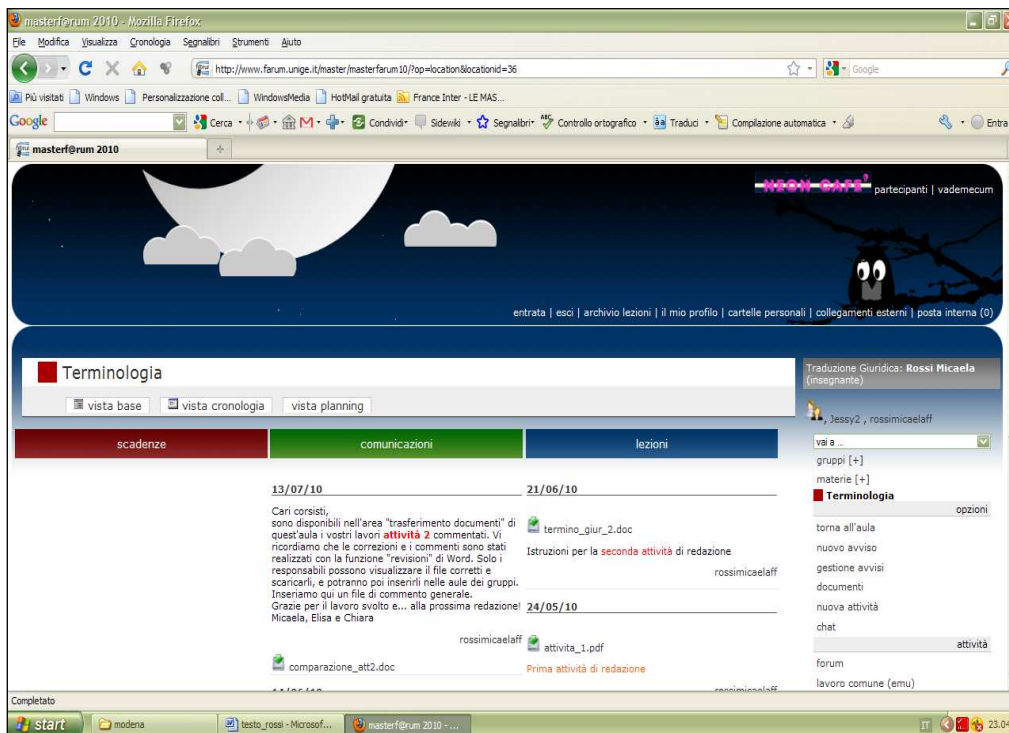 masterf@rum 2010 - Mozilla Firefox
File Modifica Visualizza Cronologia Segnalibri Strumenti Aiuto
http://www.farum.unige.it/master/masterfarum10/?op=location&locationid=36
Google
Più visitati Windows Personalizzazione coll... WindowsMedia HotMail gratuita France Inter - LE MAS...
Google Cerca Condividi Sidewiki Segnalibri Controllo ortografico Traduci Compilazione automatica Entra
masterf@rum 2010
NEON CAFE' partecipanti | vademecum
entrata | esci | archivio lezioni | il mio profilo | cartelle personali | collegamenti esterni | posta interna (0)
Terminologia
vista base vista cronologia vista planning
scadenze comunicazioni lezioni
13/07/10
Cari corsisti,
sono disponibili nell'area "trasferimento documenti" di
quest'aula i vostri lavori attività 2 commentati. Vi
ricordiamo che le correzioni e i commenti sono stati
realizzati con la funzione "revisioni" di Word. Solo i
responsabili possono visualizzare il file corretti e
scaricarli, e potranno poi inserirli nelle aule dei gruppi.
Inseriamo qui un file di commento generale.
Grazie per il lavoro svolto e... alla prossima redazione!
Micaela, Elisa e Chiara
rossimicaelaff
comparazione_att2.doc
21/06/10
termino_giur_2.doc
Istruzioni per la seconda attività di redazione
rossimicaelaff
24/05/10
attivita_1.pdf
Prima attività di redazione
Traduzione Giuridica: Rossi Micaela
(insegnante)
, Jessy2 , rossimicaelaff
vai a ...
gruppi [+]
materie [+]
Terminologia
opzioni
torna all'aula
nuovo avviso
gestione avvisi
documenti
nuova attività
chat
attività
forum
lavoro comune (emu)
Completato
start modena testo_rossi - Microsof... masterf@rum 2010 - ... IT 23.04